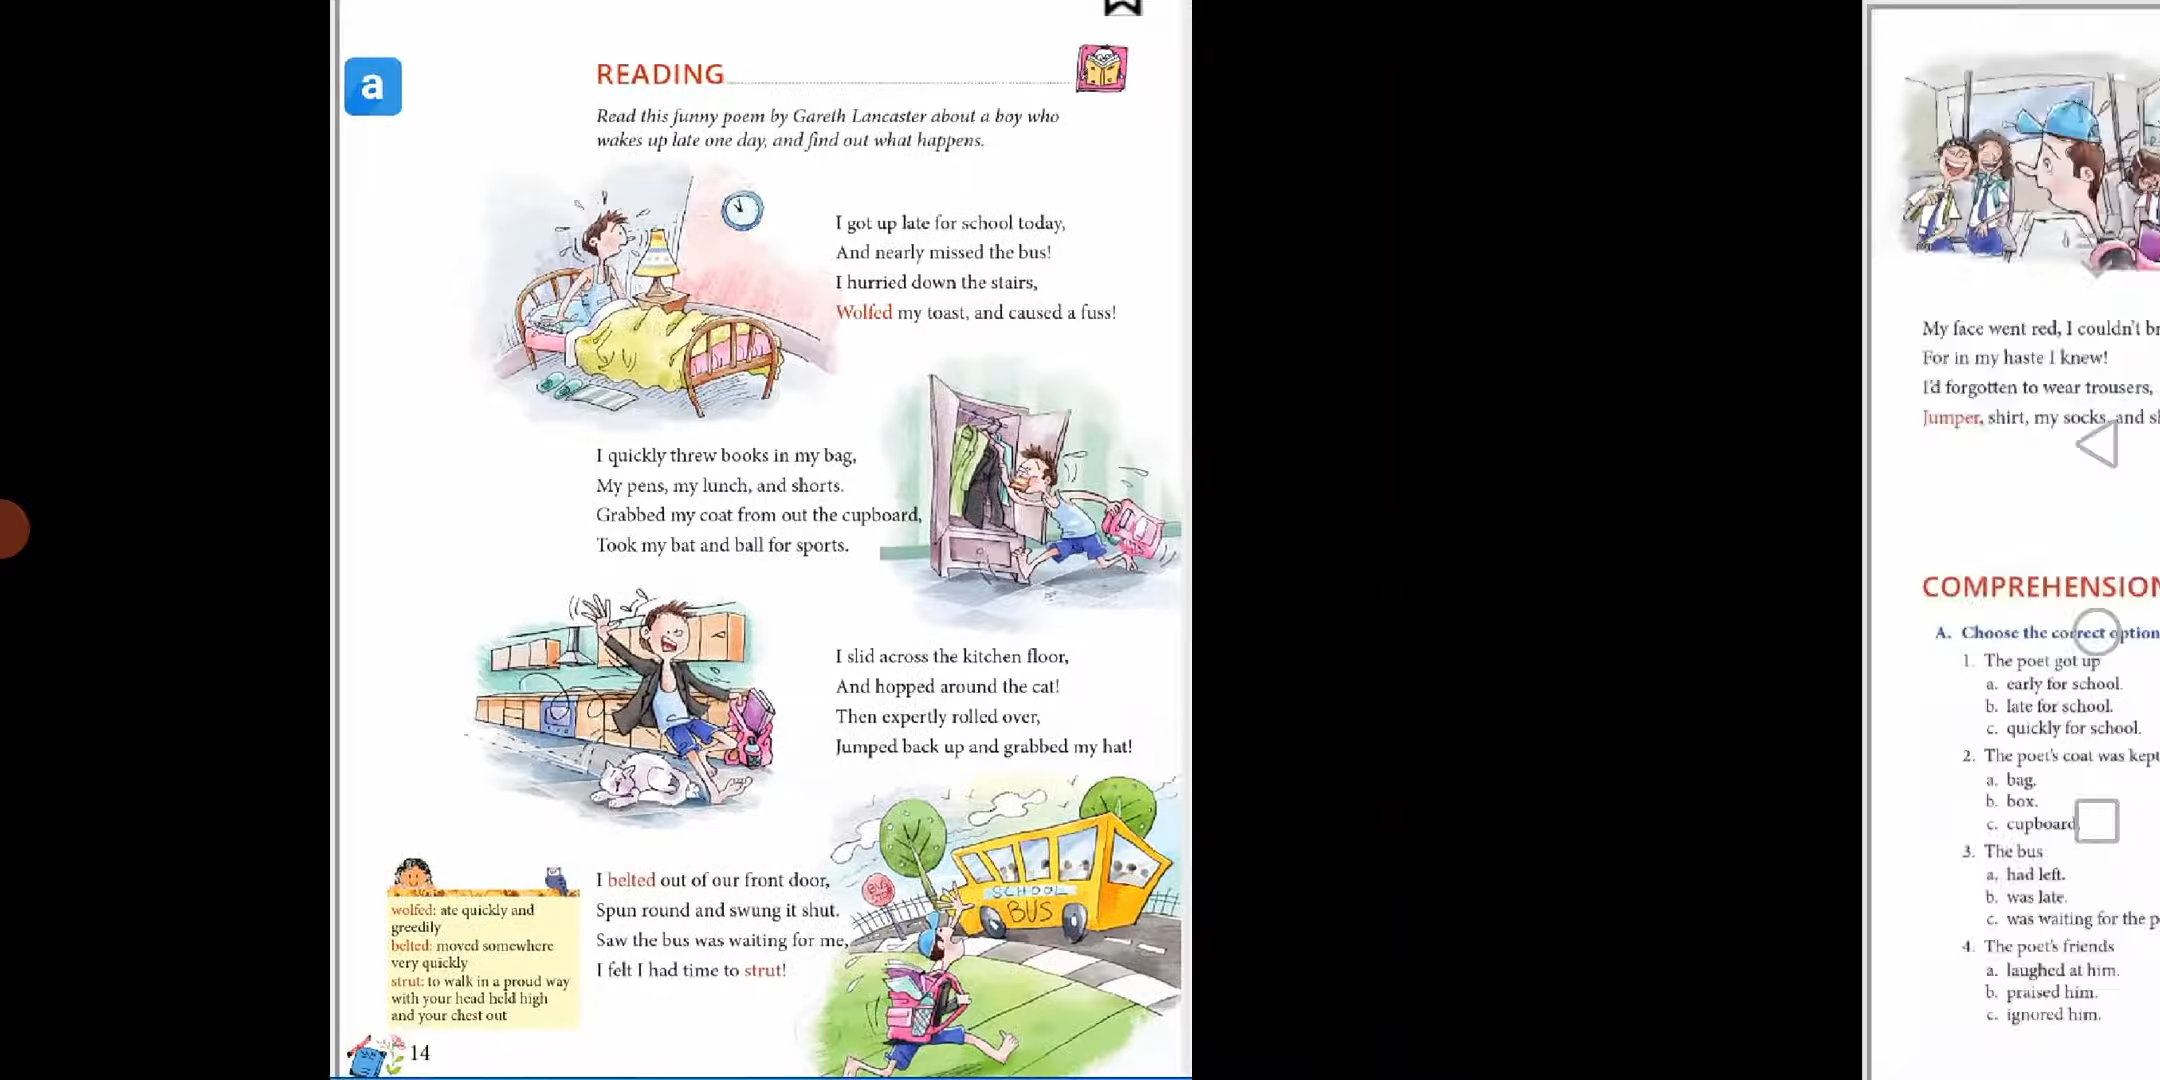 a
READING
Read this funny poem by Gareth Lancaster about a boy who
wakes up late one day, and find out what happens.
I got up late for school today,
And nearly missed the bus!
I hurried down the stairs,
Wolfed my toast, and caused a fuss!
I quickly threw books in my bag,
My pens, my lunch, and shorts.
Grabbed my coat from out the cupboard,
Took my bat and ball for sports.
I slid across the kitchen floor,
And hopped around the cat!
Then expertly rolled over,
Jumped back up and grabbed my hat!
I belted out of our front door,
Spun round and swung it shut.
Saw the bus was waiting for me,
I felt I had time to strut!
BUS
SCHOOL
BUS
wolfed: ate quickly and
greedily
belted: moved somewhere
very quickly
strut: to walk in a proud way
with your head held high
and your chest out
14
My face went red, I couldn't
For in my haste I knew!
I'd forgotten to wear trousers,
Jumper, shirt, my socks, and
COMPREHENSION
A. Choose the correct option
1. The poet got up
a. early for school.
b. late for school.
c. quickly for school.
2. The poet's coat was kept
a. bag.
b. box.
c. cupboard
3. The bus
a. had left.
b. was late.
c. was waiting for the
4. The poet's friends
a. laughed at him.
b. praised him.
c. ignored him.